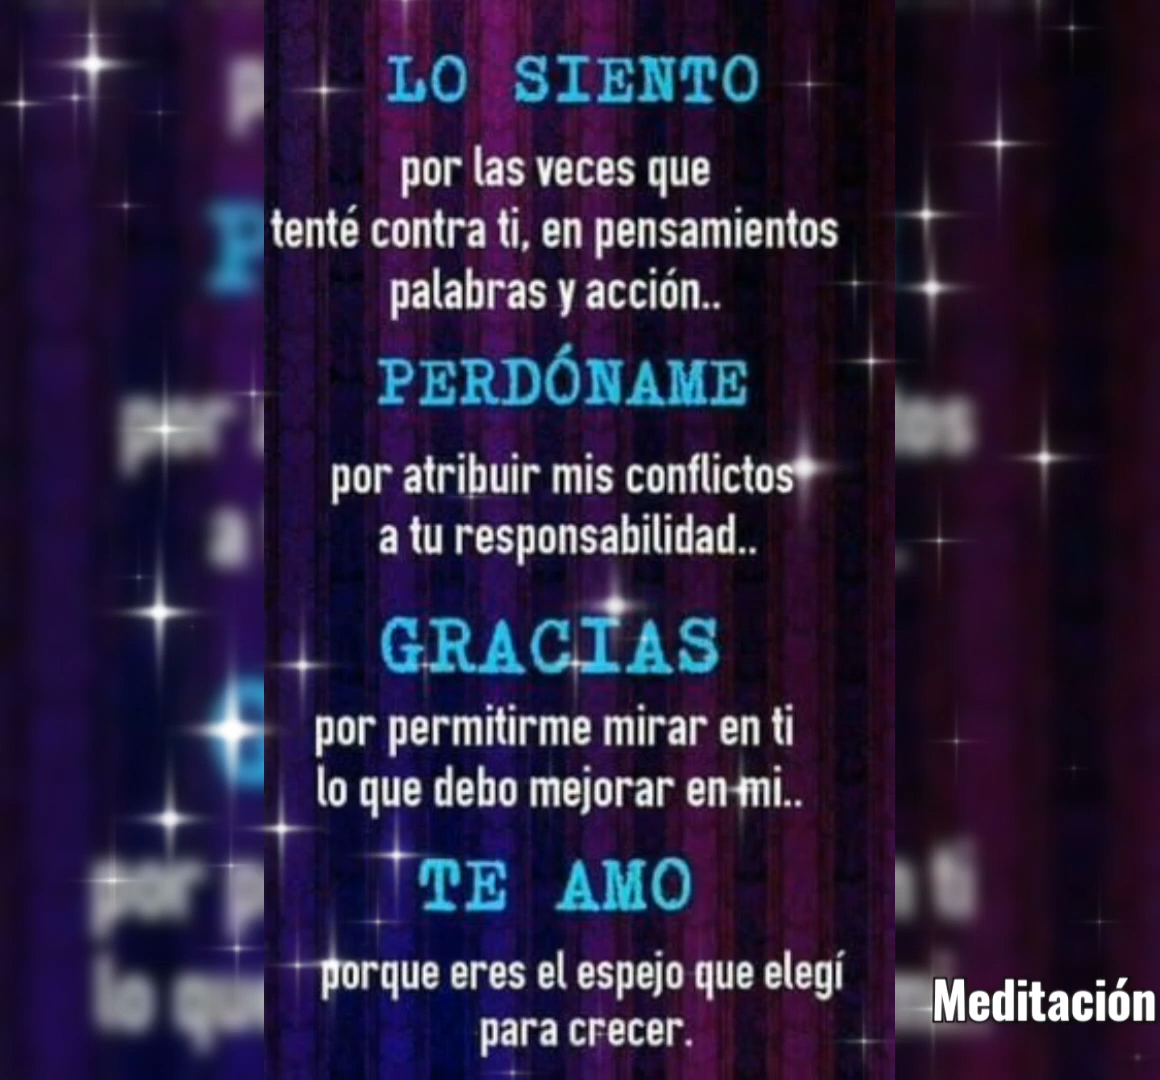 LO SIENTO
por las veces que
tenté contra ti, en pensamientos
palabras y acción..
PERDÓNAME
por atribuir mis conflictos
a tu responsabilidad..
GRACIAS
por permitirme mirar en ti
lo que debo mejorar en mi..
TE AMO
porque eres el espejo que elegí
para crecer.
Meditación